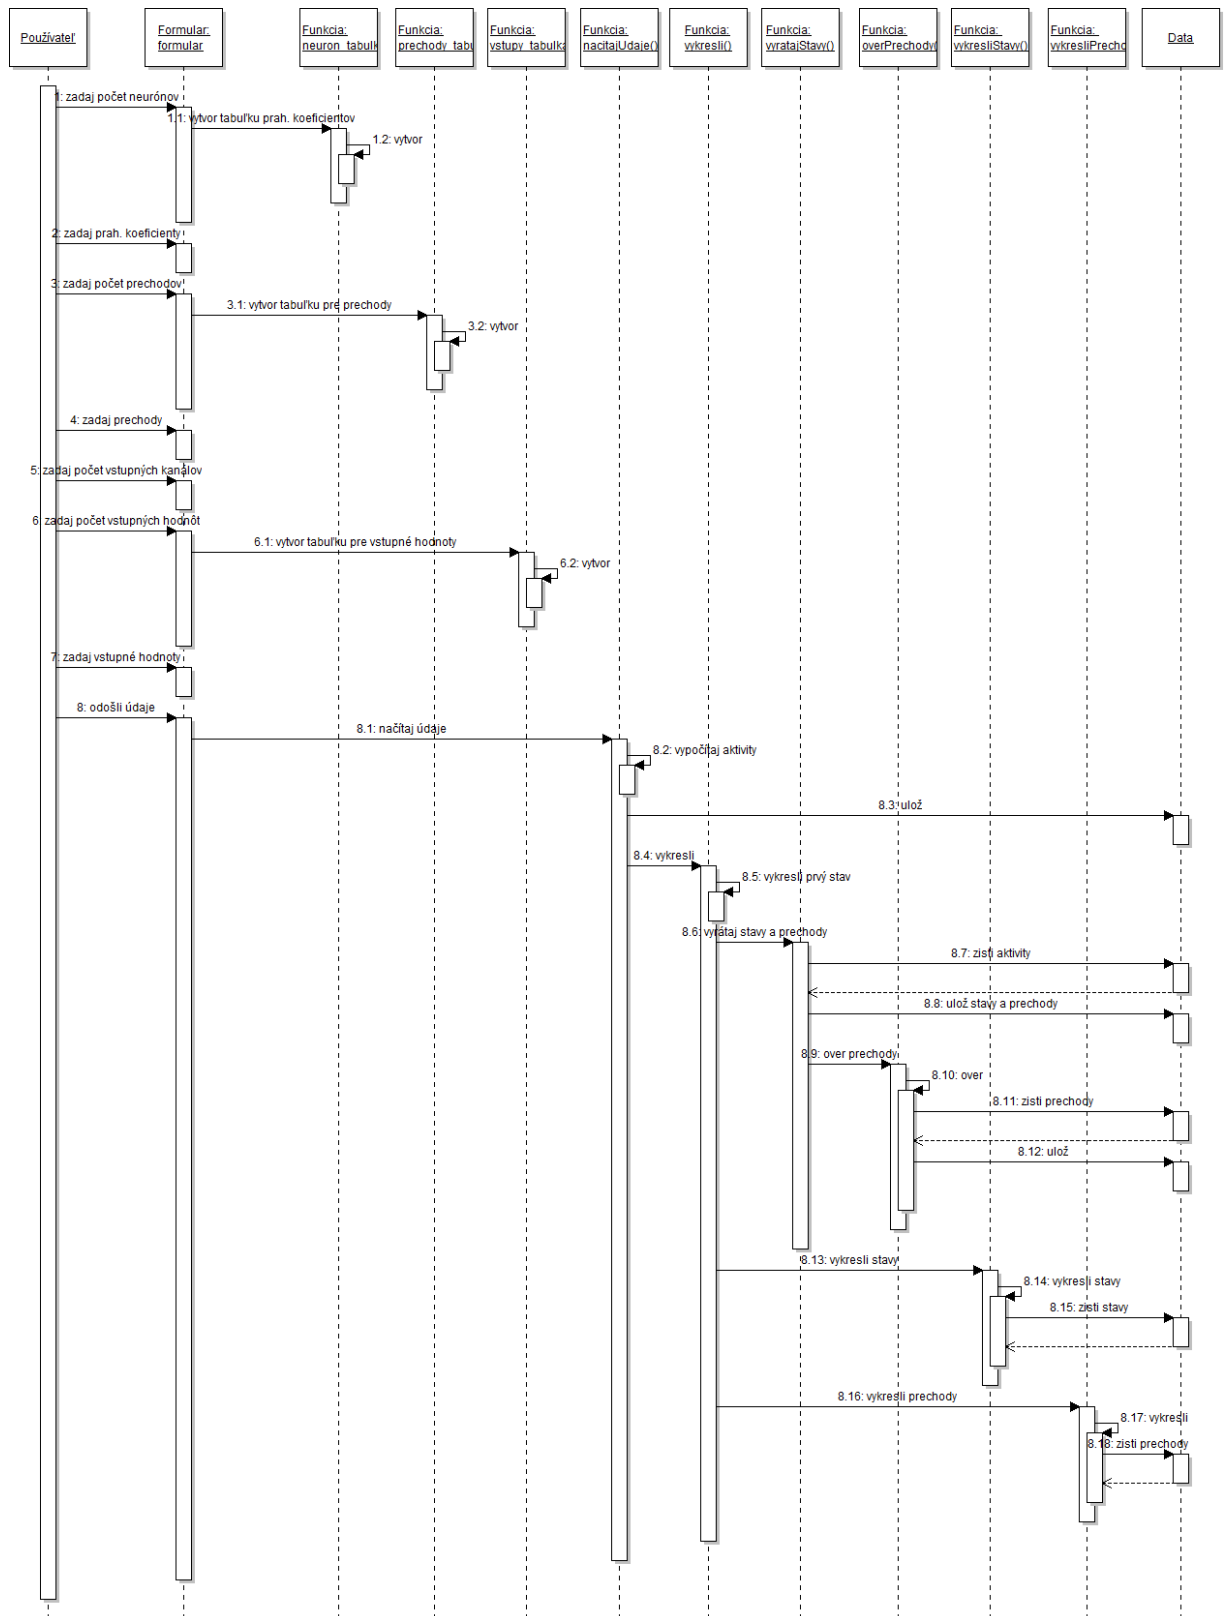 Používateľ
Formular:
formular
Funkcia:
neuron_tabulk
Funkcia:
prechody_tabu
Funkcia:
vstupy_tabulka
Funkcia:
nacitajUdaje()
Funkcia:
vykresli()
Funkcia:
vyratajStavy()
Funkcia:
overPrechody(
Funkcia:
vykresliStavy()
Funkcia:
vykresliPrecho
Data
1: zadaj počet neurónov
1.1: vytvor tabuľku prah. koeficientov
1.2: vytvor
2: zadaj prah. koeficienty
3: zadaj počet prechodov
3.1: vytvor tabuľku pre prechody
3.2: vytvor
4: zadaj prechody
5: zadaj počet vstupných kanálov
6: zadaj počet vstupných hodnôt
6.1: vytvor tabuľku pre vstupné hodnoty
6.2: vytvor
7: zadaj vstupné hodnoty
8: odošli údaje
8.1: načítaj údaje
8.2: vypočítaj aktivity
8.3: ulož
8.4: vykresli
8.5: vykresli prvý stav
8.6: vyrátaj stavy a prechody
8.7: zisti aktivity
8.8: ulož stavy a prechody
8.9: over prechody
8.10: over
8.11: zisti prechody
8.12: ulož
8.13: vykresli stavy
8.14: vykresli stavy
8.15: zisti stavy
8.16: vykresli prechody
8.17: vykresli
8.18: zisti prechody